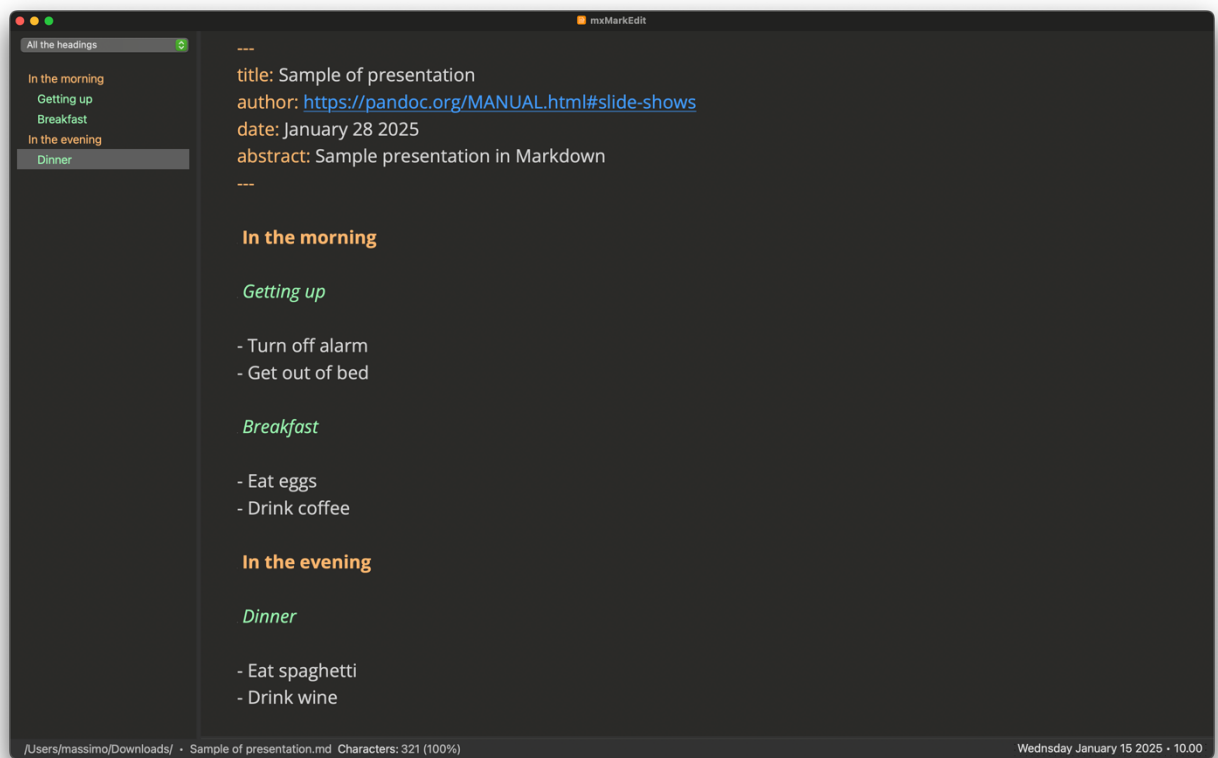 mxMarkEdit
All the headings
In the morning
Getting up
Breakfast
In the evening
Dinner
---
title: Sample of presentation
author: https://pandoc.org/MANUAL.html#slide-shows
date: January 28 2025
abstract: Sample presentation in Markdown
---
In the morning
Getting up
- Turn off alarm
- Get out of bed
Breakfast
- Eat eggs
- Drink coffee
In the evening
Dinner
- Eat spaghetti
- Drink wine
/Users/massimo/Downloads/ • Sample of presentation.md Characters: 321 (100%)
Wednsday January 15 2025 • 10.00